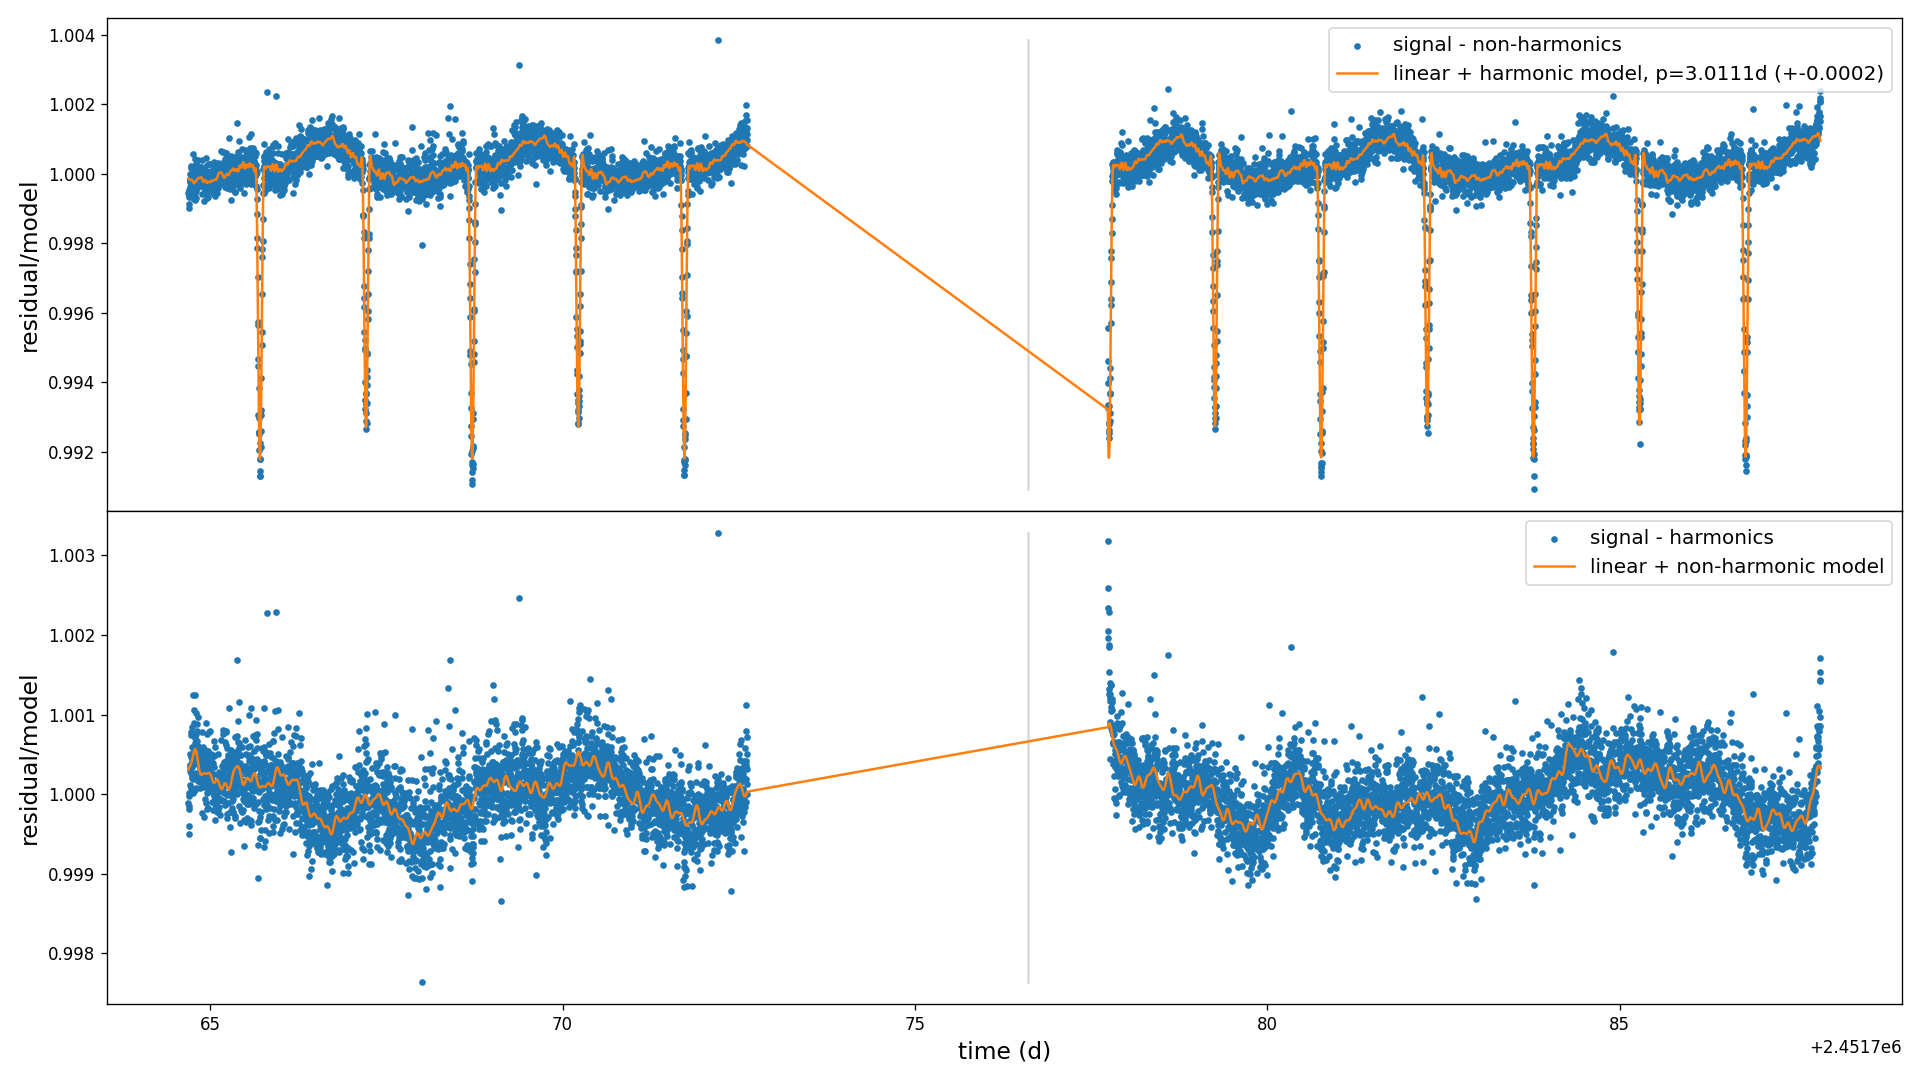 signal - non-harmonics
linear + harmonic model, p=3.0111d (+-0.0002)
residual/model
1.004
1.002
1.000
0.998
0.996
0.994
0.992
signal - harmonics
linear + non-harmonic model
residual/model
1.003
1.002
1.001
1.000
0.999
0.998
65 70 75 80 85
time (d)
+2.4517e6